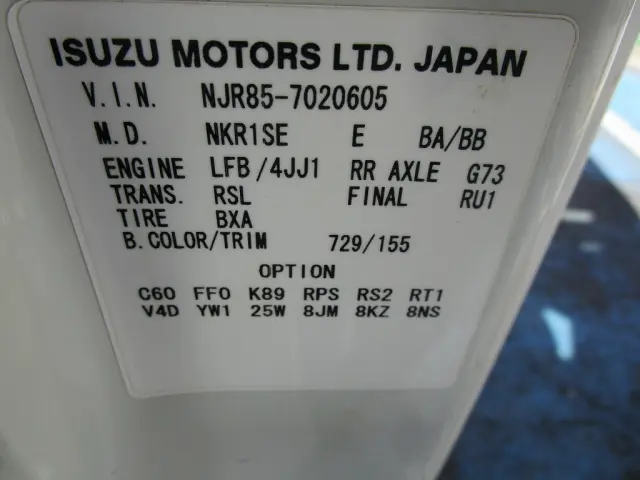 ISUZU MOTORS LTD. JAPAN
V.I.N. NJR85-7020605
M.D. NKR1SE E BA/BB
ENGINE LFB/4JJ1 RR AXLE G73
TRANS. RSL FINAL RU1
TIRE BXA
B.COLOR/TRIM 729/155
OPTION
C60 FF0 K89 RPS RS2 RT1
V4D YW1 25W 8JM 8KZ 8NS